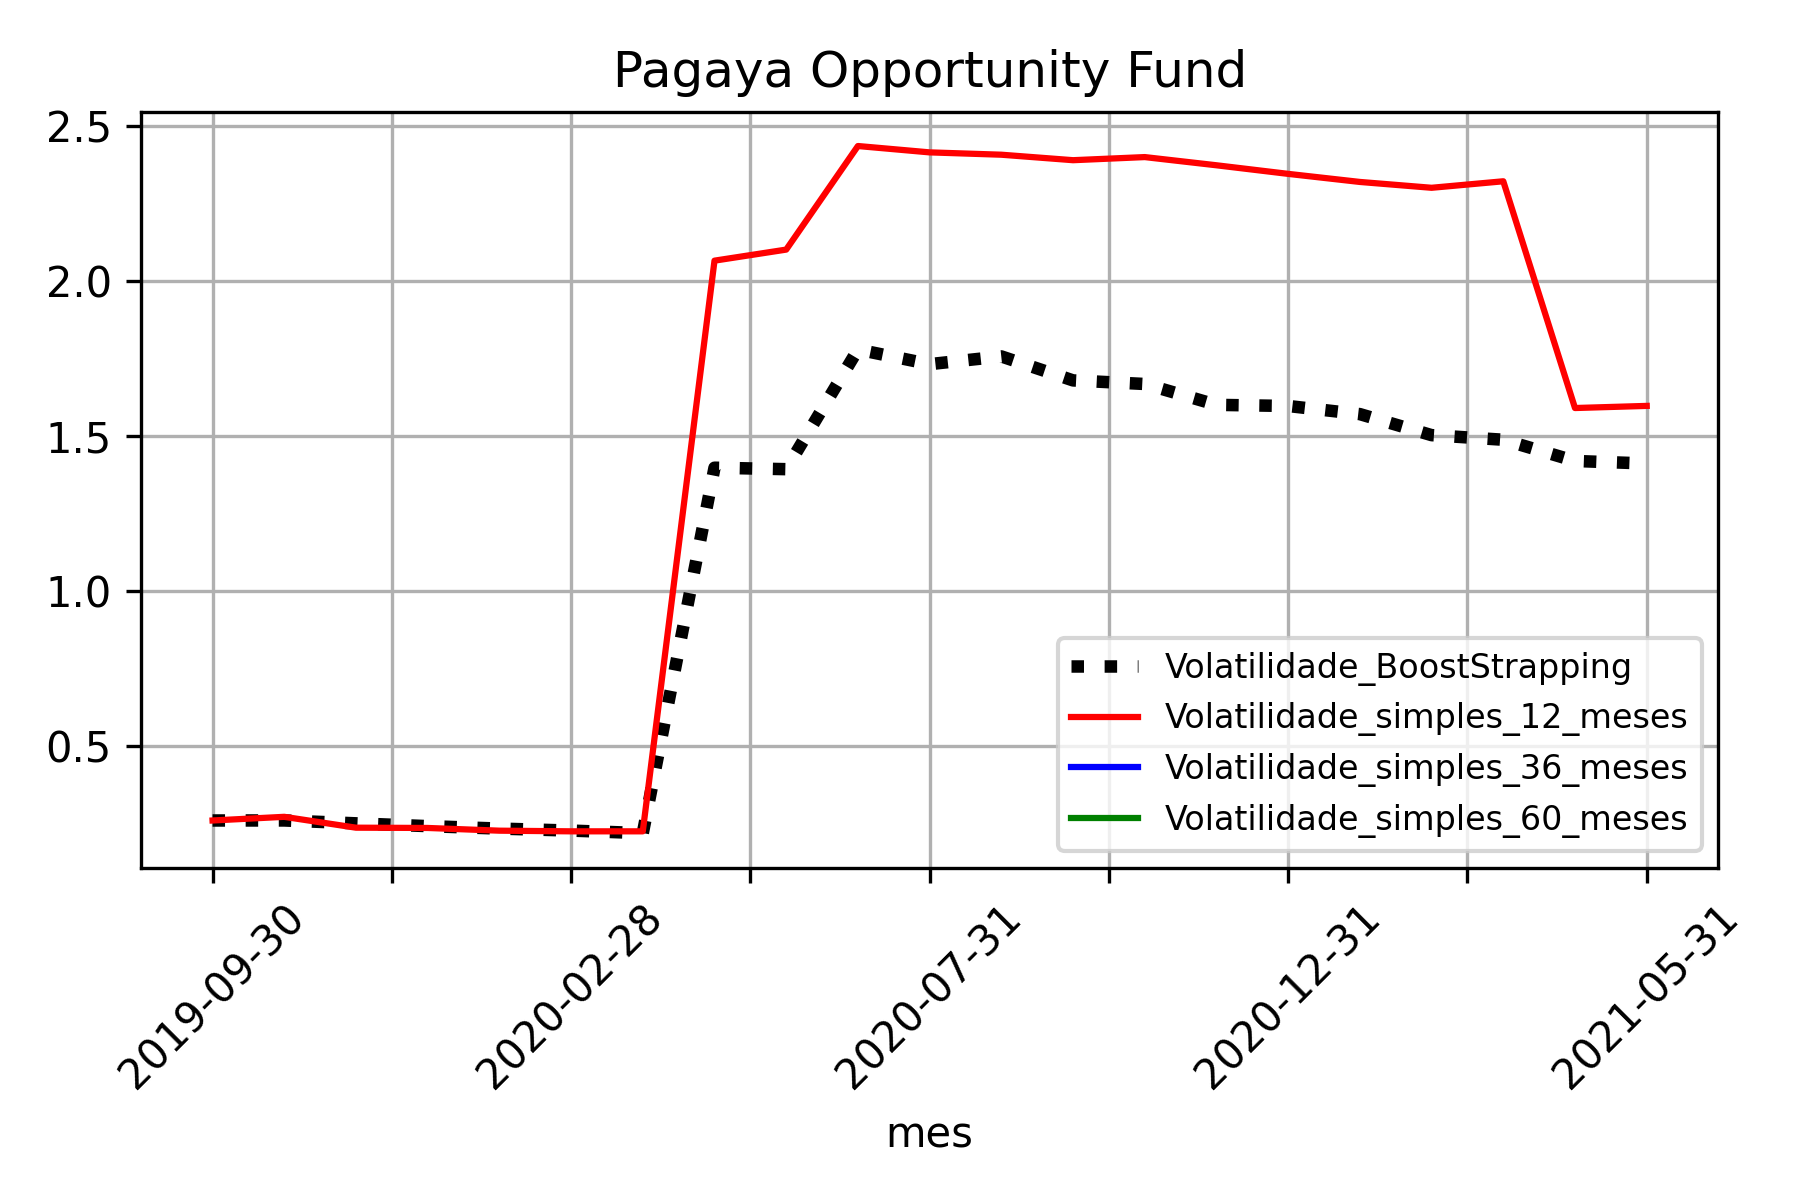 Pagaya Opportunity Fund
2.5
2.0
1.5
1.0
0.5
Volatilidade_BoostStrapping
Volatilidade_simples_12_meses
Volatilidade_simples_36_meses
Volatilidade_simples_60_meses
2019-09-30
2020-02-28
2020-07-31
2020-12-31
2021-05-31
mes